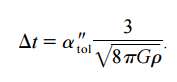 Δt = α″_tol 3/√(8πGρ).